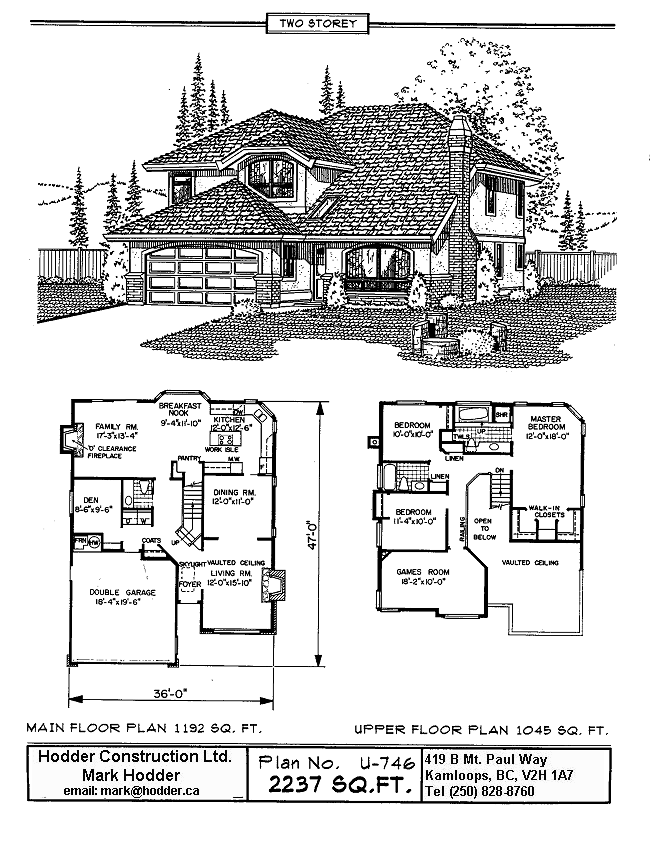 TWO STOREY
BREAKFAST
NOOK
9'-4"x11'-10"
KITCHEN
12'-0"x12'-6"
DW
FAMILY RM.
17'-3"x13'-4"
'0' CLEARANCE
FIREPLACE
WORK ISLE
PANTRY
M.W.
DEN
8'-6"x9'-6"
D W
DINING RM.
12'-0"x11'-0"
FRN HW
COATS
UP
SKYLIGHT
FOYER
VAULTED CEILING
LIVING RM.
12'-0"x15'-10"
DOUBLE GARAGE
18'-4"x19'-6"
47'-0"
36'-0"
BEDROOM
10'-0"x10'-0"
SHR
UP
TWLS
MASTER
BEDROOM
12'-0"x18'-0"
LINEN
LINEN
DN
BEDROOM
11'-4"x10'-0"
RAILING
OPEN
TO
BELOW
WALK-IN
CLOSETS
GAMES ROOM
18'-2"x10'-0"
VAULTED CEILING
MAIN FLOOR PLAN 1192 SQ. FT.
UPPER FLOOR PLAN 1045 SQ. FT.
Hodder Construction Ltd.
Mark Hodder
email: mark@hodder.ca
Plan No. U-746
2237 SQ.FT.
419 B Mt. Paul Way
Kamloops, BC, V2H 1A7
Tel (250) 828-8760